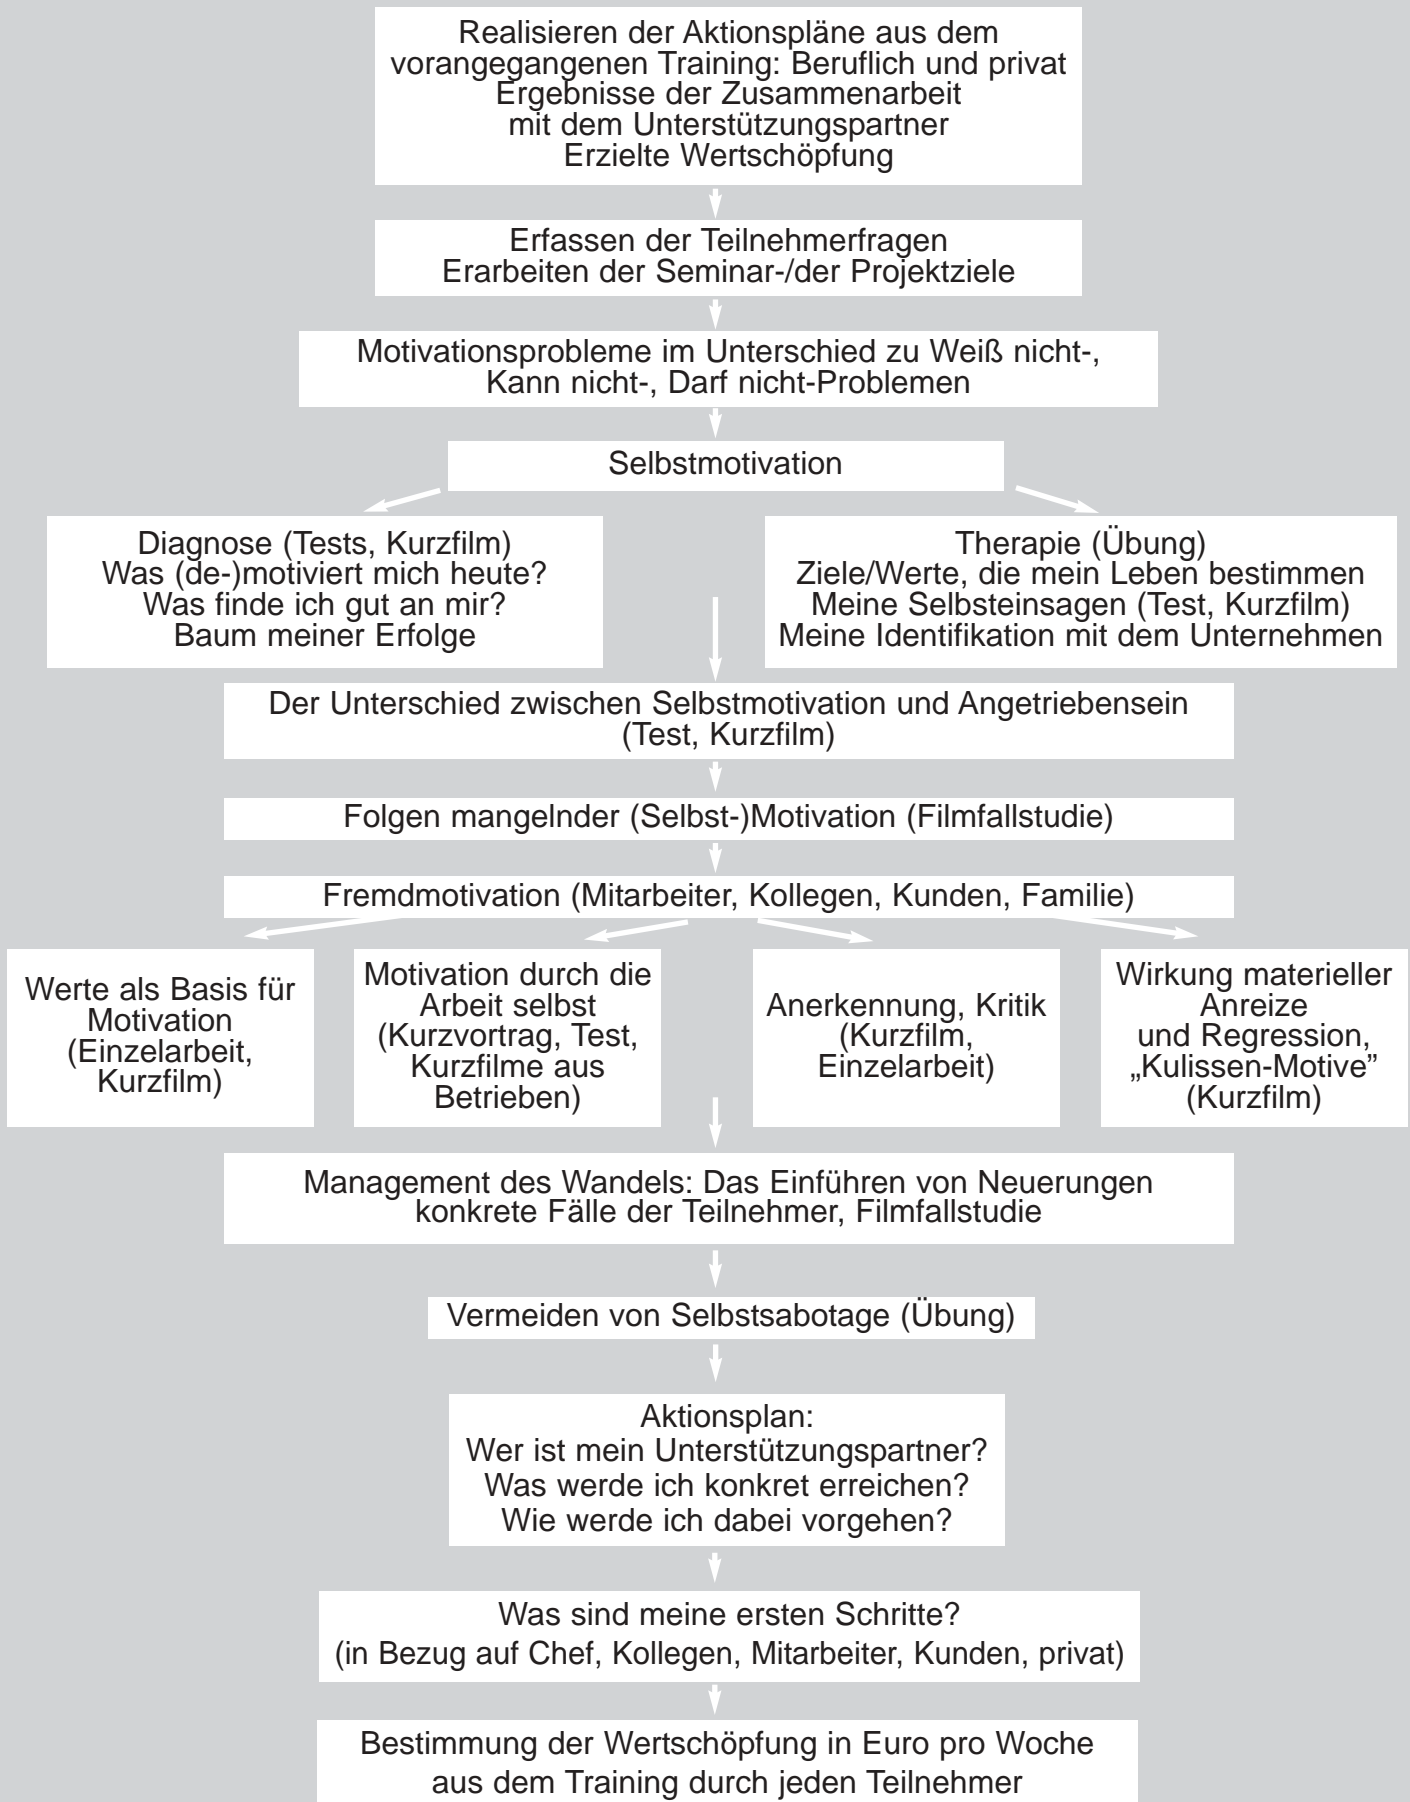 Realisieren der Aktionspläne aus dem
vorangegangenen Training: Beruflich und privat
Ergebnisse der Zusammenarbeit
mit dem Unterstützungspartner
Erzielte Wertschöpfung
Erfassen der Teilnehmerfragen
Erarbeiten der Seminar-/der Projektziele
Motivationsprobleme im Unterschied zu Weiß nicht-,
Kann nicht-, Darf nicht-Problemen
Selbstmotivation
Diagnose (Tests, Kurzfilm)
Was (de-)motiviert mich heute?
Was finde ich gut an mir?
Baum meiner Erfolge
Therapie (Übung)
Ziele/Werte, die mein Leben bestimmen
Meine Selbsteinsagen (Test, Kurzfilm)
Meine Identifikation mit dem Unternehmen
Der Unterschied zwischen Selbstmotivation und Angetriebensein
(Test, Kurzfilm)
Folgen mangelnder (Selbst-)Motivation (Filmfallstudie)
Fremdmotivation (Mitarbeiter, Kollegen, Kunden, Familie)
Werte als Basis für
Motivation
(Einzelarbeit,
Kurzfilm)
Motivation durch die
Arbeit selbst
(Kurzvortrag, Test,
Kurzfilme aus
Betrieben)
Anerkennung, Kritik
(Kurzfilm,
Einzelarbeit)
Wirkung materieller
Anreize
und Regression,
„Kulissen-Motive”
(Kurzfilm)
Management des Wandels: Das Einführen von Neuerungen
konkrete Fälle der Teilnehmer, Filmfallstudie
Vermeiden von Selbstsabotage (Übung)
Aktionsplan:
Wer ist mein Unterstützungspartner?
Was werde ich konkret erreichen?
Wie werde ich dabei vorgehen?
Was sind meine ersten Schritte?
(in Bezug auf Chef, Kollegen, Mitarbeiter, Kunden, privat)
Bestimmung der Wertschöpfung in Euro pro Woche
aus dem Training durch jeden Teilnehmer